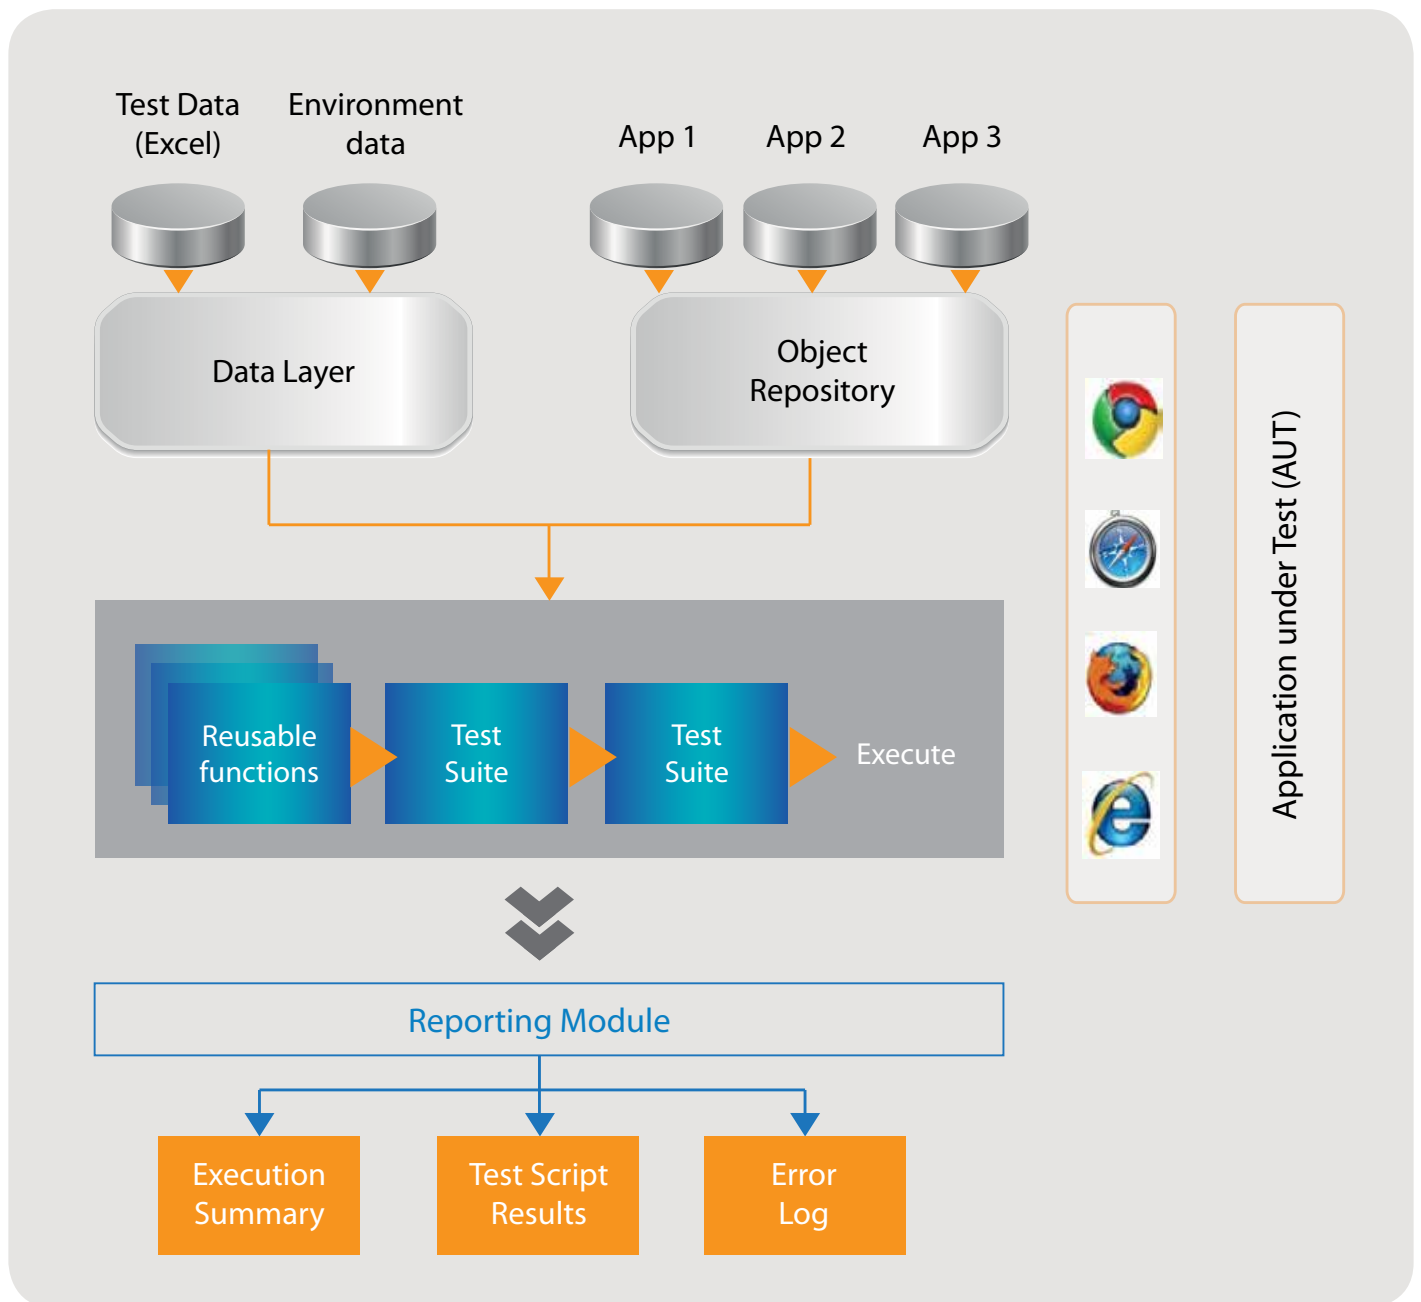 Test Data
(Excel)
Environment
data
App 1
App 2
App 3
Data Layer
Object
Repository
Application under Test (AUT)
Reusable
functions
Test
Suite
Test
Suite
Execute
Reporting Module
Execution
Summary
Test Script
Results
Error
Log